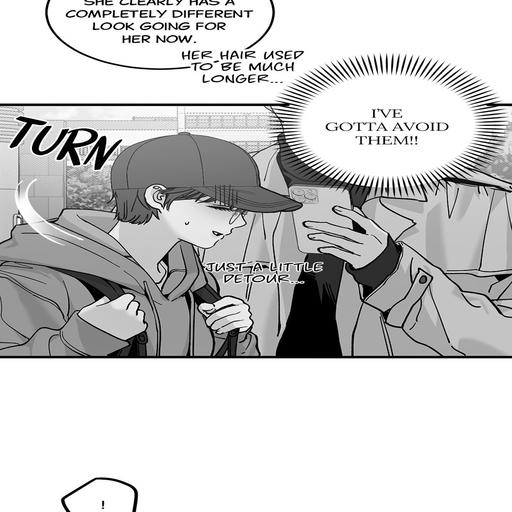 SHE CLEARLY HAS A
COMPLETELY DIFFERENT
LOOK GOING FOR
HER NOW.
HER HAIR USED
TO BE MUCH
LONGER...
I'VE
GOTTA AVOID
THEM!!
TURN
JUST A LITTLE
DETOUR...
!